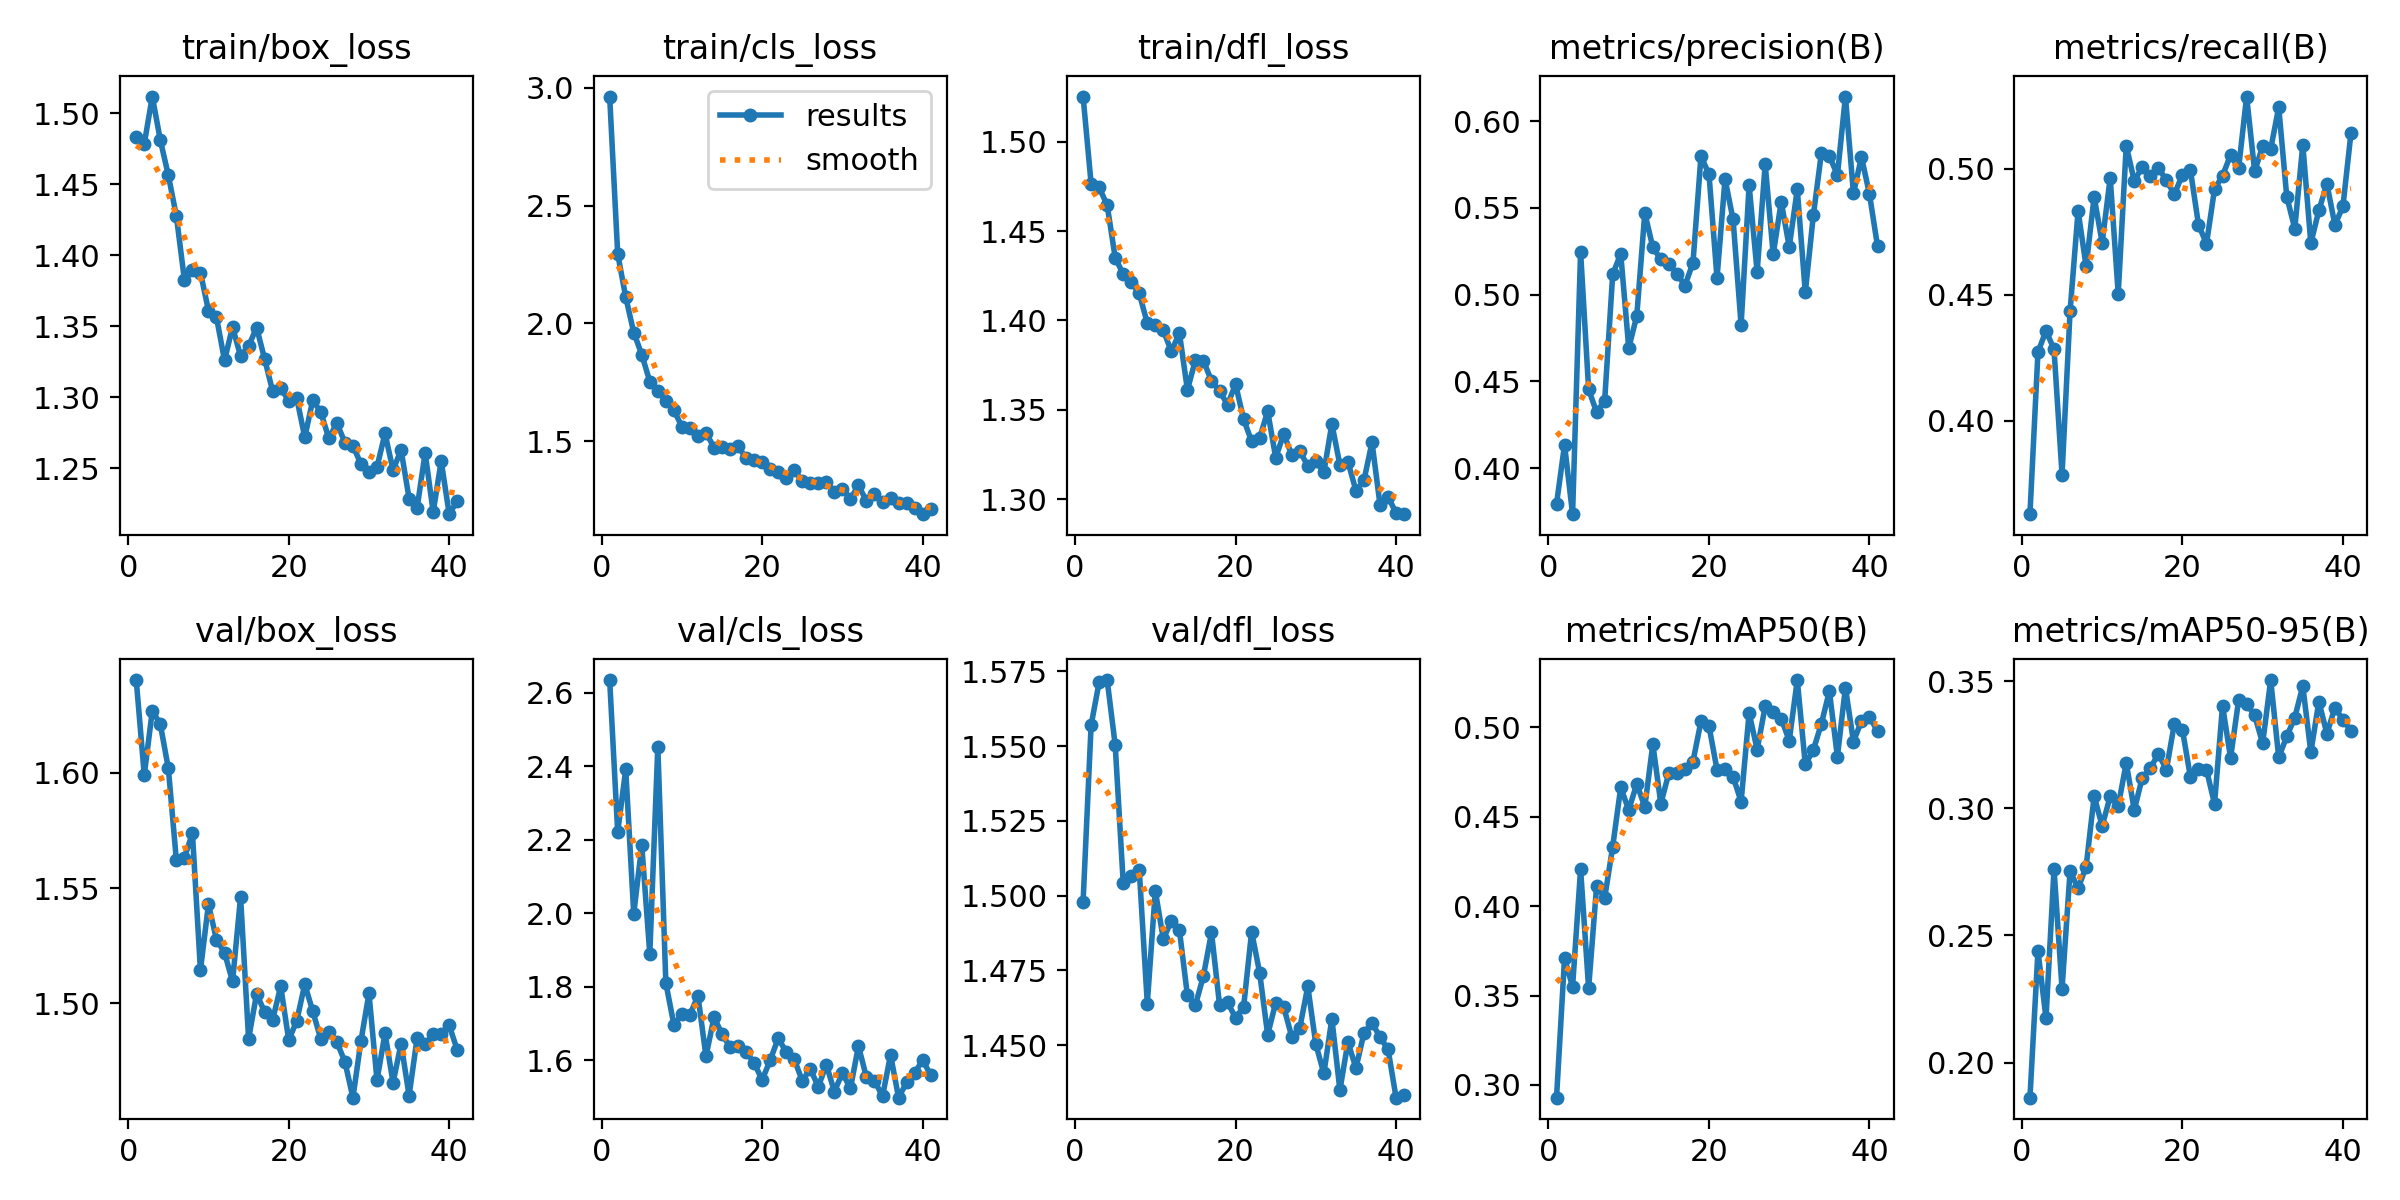 train/box_loss
train/cls_loss
train/dfl_loss
metrics/precision(B)
metrics/recall(B)
1.50
1.45
1.40
1.35
1.30
1.25
0 20 40
3.0
2.5
2.0
1.5
results
smooth
0 20 40
1.50
1.45
1.40
1.35
1.30
0 20 40
0.60
0.55
0.50
0.45
0.40
0 20 40
0.50
0.45
0.40
0 20 40
val/box_loss
val/cls_loss
val/dfl_loss
metrics/mAP50(B)
metrics/mAP50-95(B)
1.60
1.55
1.50
0 20 40
2.6
2.4
2.2
2.0
1.8
1.6
0 20 40
1.575
1.550
1.525
1.500
1.475
1.450
0 20 40
0.50
0.45
0.40
0.35
0.30
0 20 40
0.35
0.30
0.25
0.20
0 20 40